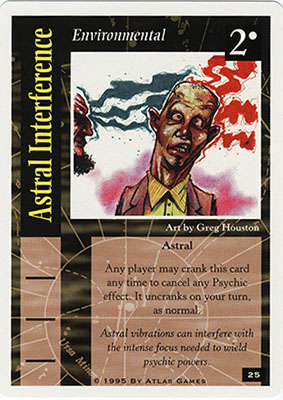 Astral Interference
Environmental
2•
Art by Greg Houston
Astral
Any player may crank this card
any time to cancel any Psychic
effect. It uncranks on your turn,
as normal.
Astral vibrations can interfere with
the intense focus needed to wield
psychic powers.
Ursa Minor
© 1995 By Atlas Games
25